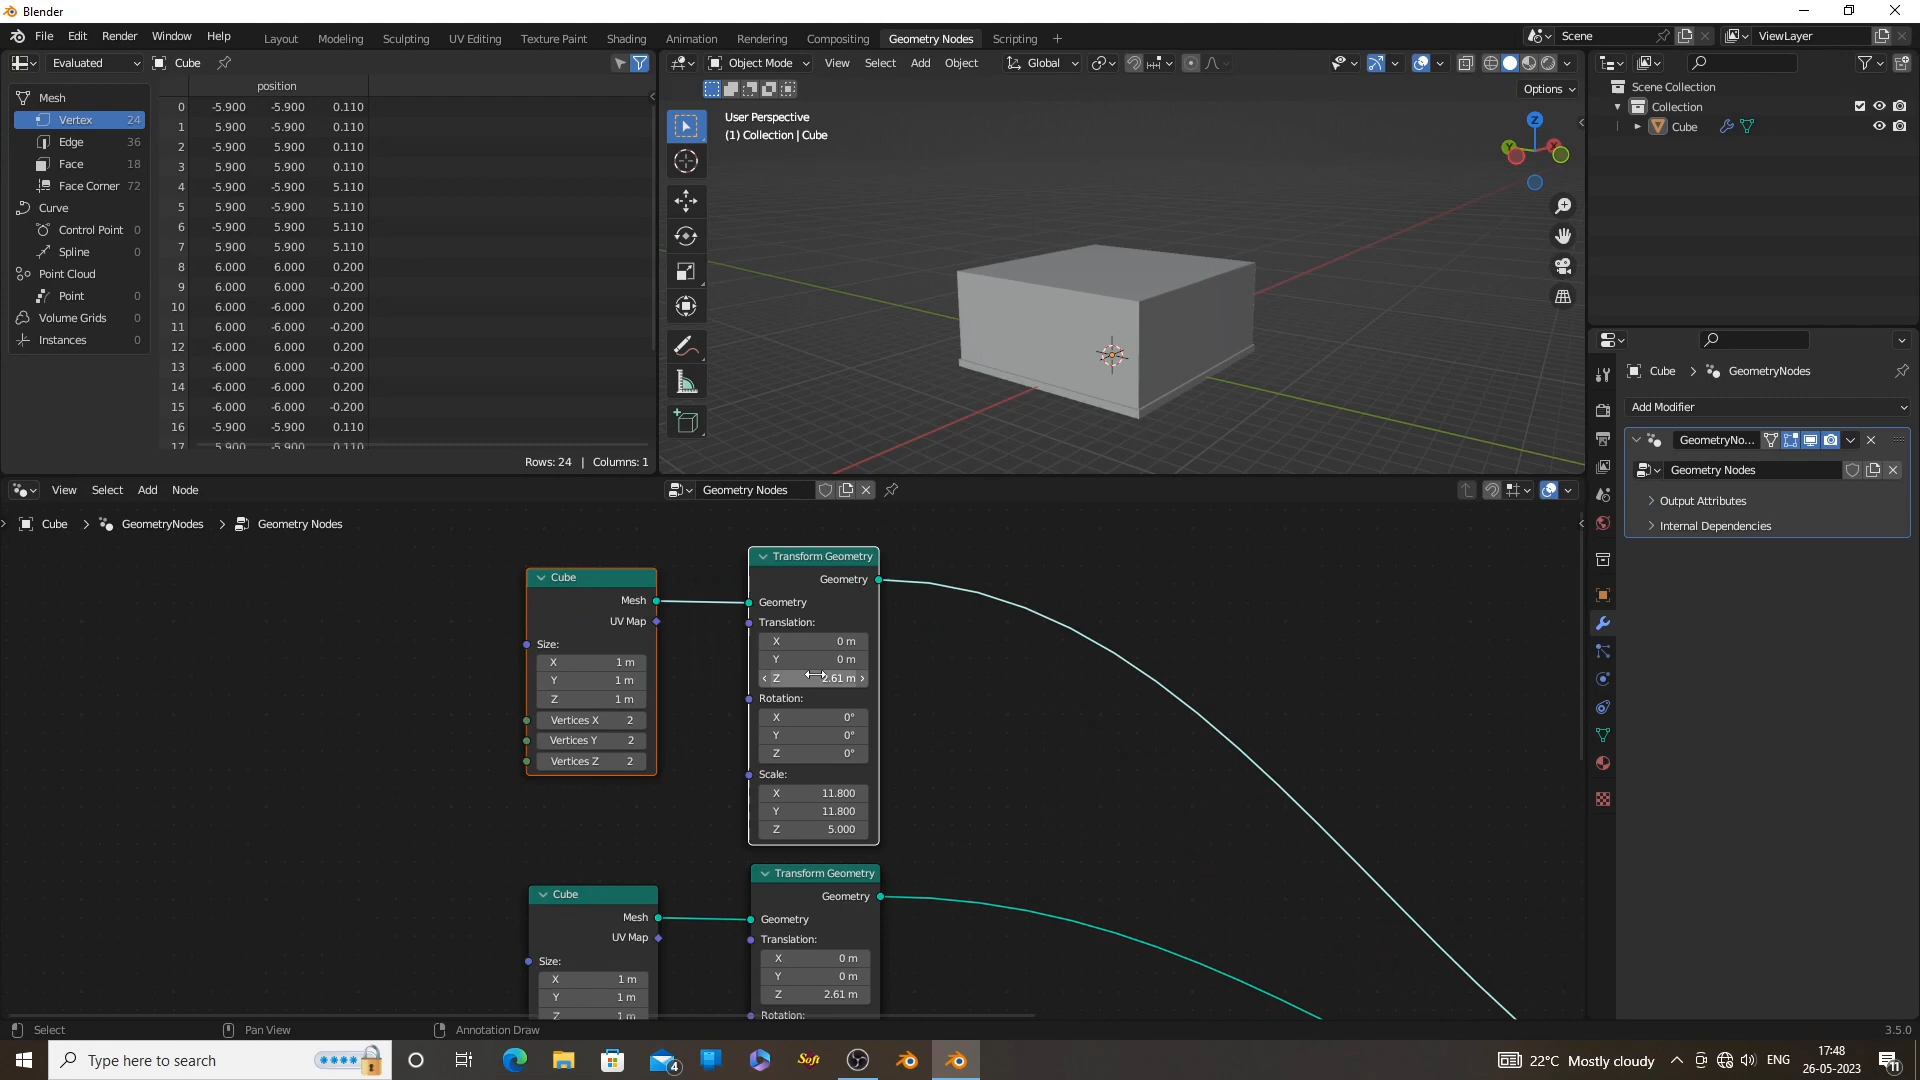 Blender
File Edit Render Window Help
Layout Modeling Sculpting UV Editing Texture Paint Shading Animation Rendering Compositing Geometry Nodes Scripting +
Scene
ViewLayer
Evaluated
Cube
position
Mesh
Vertex 24
Edge 36
Face 18
Face Corner 72
Curve
Control Point 0
Spline 0
Point Cloud
Point 0
Volume Grids 0
Instances 0
0 -5.900 -5.900 0.110
1 5.900 -5.900 0.110
2 -5.900 5.900 0.110
3 5.900 5.900 0.110
4 -5.900 -5.900 5.110
5 5.900 -5.900 5.110
6 -5.900 5.900 5.110
7 5.900 5.900 5.110
8 6.000 6.000 0.200
9 6.000 6.000 -0.200
10 6.000 -6.000 0.200
11 6.000 -6.000 -0.200
12 -6.000 6.000 0.200
13 -6.000 6.000 -0.200
14 -6.000 -6.000 0.200
15 -6.000 -6.000 -0.200
16 -5.900 -5.900 0.110
17 5.900 -5.900 0.110
Rows: 24 | Columns: 1
Object Mode View Select Add Object Global
Options
User Perspective
(1) Collection | Cube
Z
Y
X
Scene Collection
Collection
Cube
Cube > GeometryNodes
Add Modifier
GeometryNo...
Geometry Nodes
Output Attributes
Internal Dependencies
View Select Add Node
Geometry Nodes
Cube > GeometryNodes > Geometry Nodes
Cube
Mesh
UV Map
Size:
X 1 m
Y 1 m
Z 1 m
Vertices X 2
Vertices Y 2
Vertices Z 2
Transform Geometry
Geometry
Geometry
Translation:
X 0 m
Y 0 m
Z 2.61 m
Rotation:
X 0°
Y 0°
Z 0°
Scale:
X 11.800
Y 11.800
Z 5.000
Cube
Mesh
UV Map
Size:
X 1 m
Y 1 m
Z 1 m
Transform Geometry
Geometry
Geometry
Translation:
X 0 m
Y 0 m
Z 2.61 m
Rotation:
Select
Pan View
Annotation Draw
3.5.0
Type here to search
4
Soft
22°C Mostly cloudy
ENG
17:48
26-05-2023
11